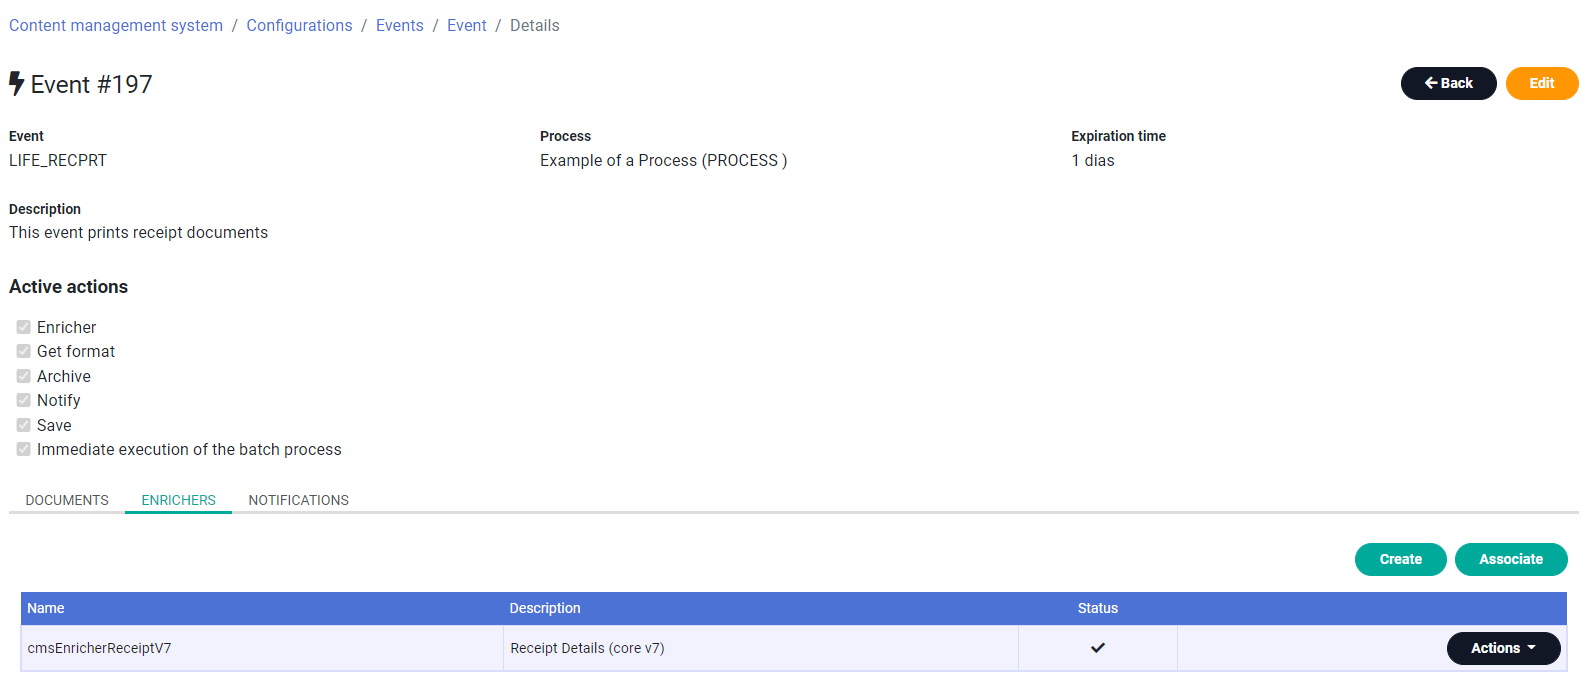 Content management system / Configurations / Events / Event / Details
Event #197
Back
Edit
Event
Process
Expiration time
LIFE_RECPRT
Example of a Process (PROCESS )
1 dias
Description
This event prints receipt documents
Active actions
Enricher
Get format
Archive
Notify
Save
Immediate execution of the batch process
DOCUMENTS
ENRICHERS
NOTIFICATIONS
Create
Associate
Name
Description
Status
cmsEnricherReceiptV7
Receipt Details (core v7)
Actions